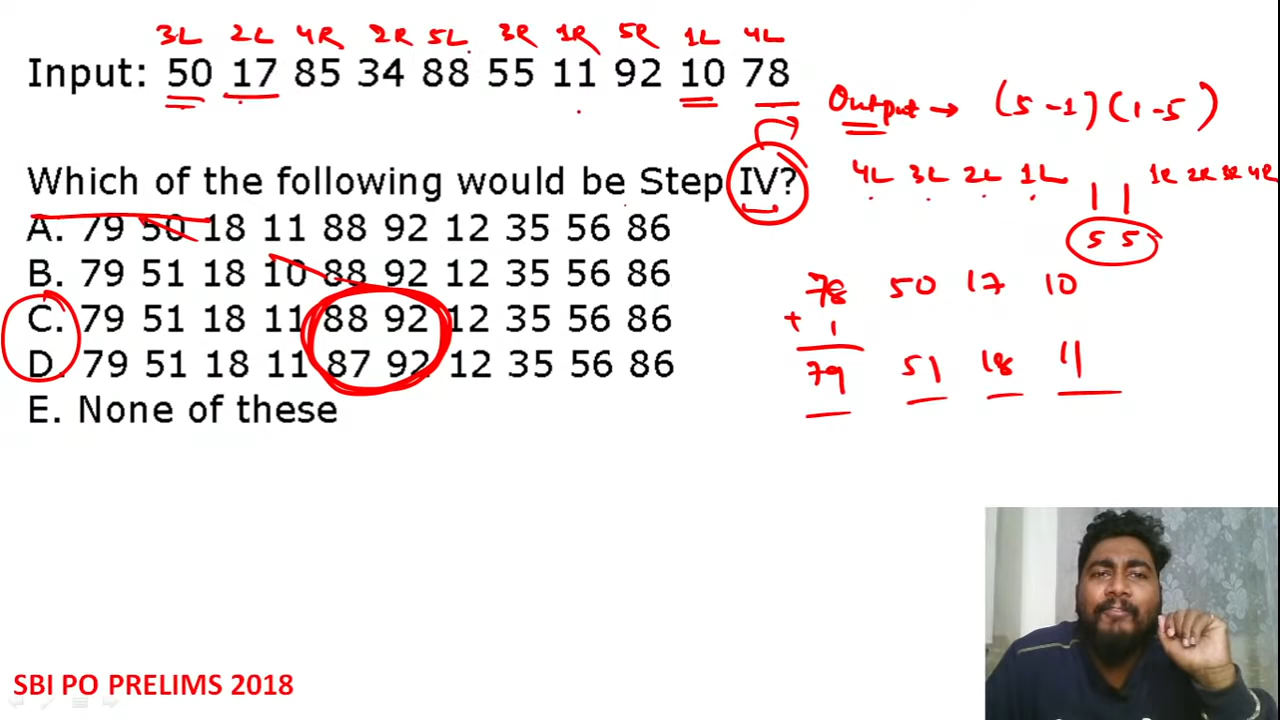 3L 2L 4R 2R 5L 3R 1R 5R 1L 4L
Input: 50 17 85 34 88 55 11 92 10 78
Output → (5-1)(1-5)
4L 3L 2L 1L 1R 2R 3R 4R
5 5
Which of the following would be Step IV?
A. 79 50 18 11 88 92 12 35 56 86
B. 79 51 18 10 88 92 12 35 56 86
C. 79 51 18 11 88 92 12 35 56 86
D. 79 51 18 11 87 92 12 35 56 86
E. None of these
78 50 17 10
+ 1
79 51 18 11
SBI PO PRELIMS 2018